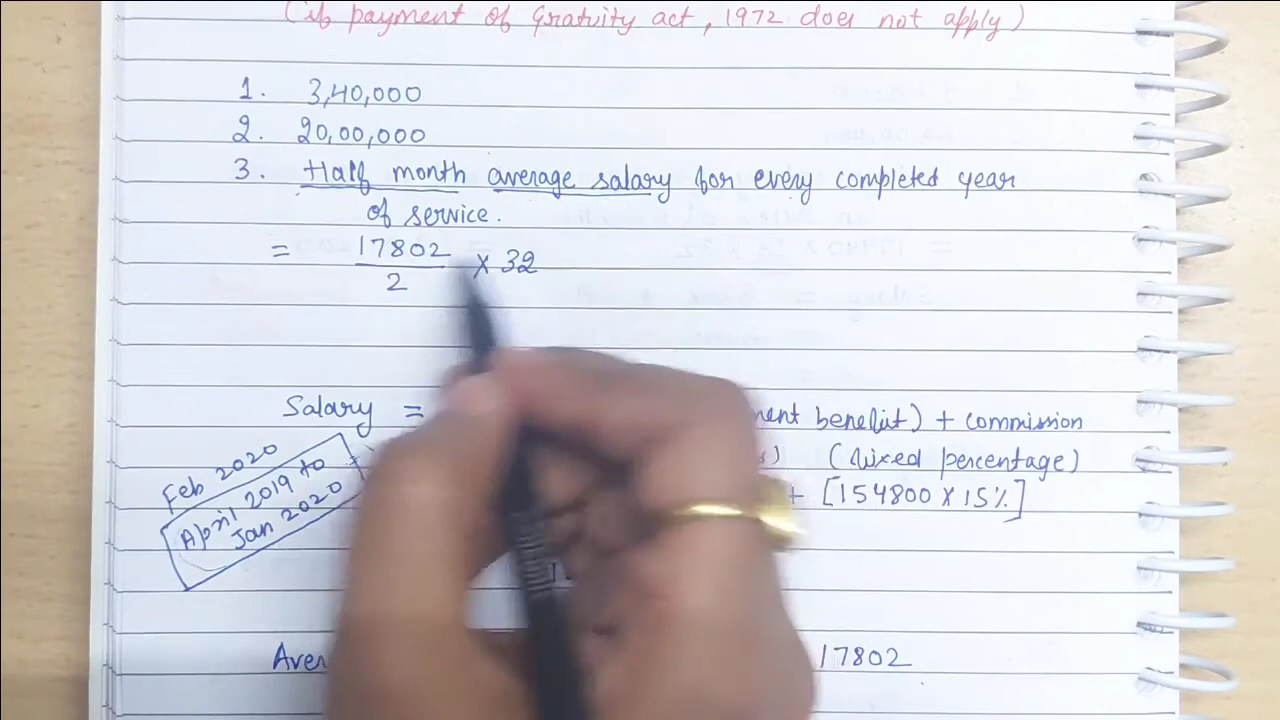 (if payment of Gratuity act, 1972 does not apply)
1. 3,40,000
2. 20,00,000
3. Half month average salary for every completed year
of service.
= 17802 / 2 × 32
Salary = benefit) + commission
(fixed percentage)
+ [154800 × 15%]
Feb 2020
April 2019 to
Jan 2020
17802